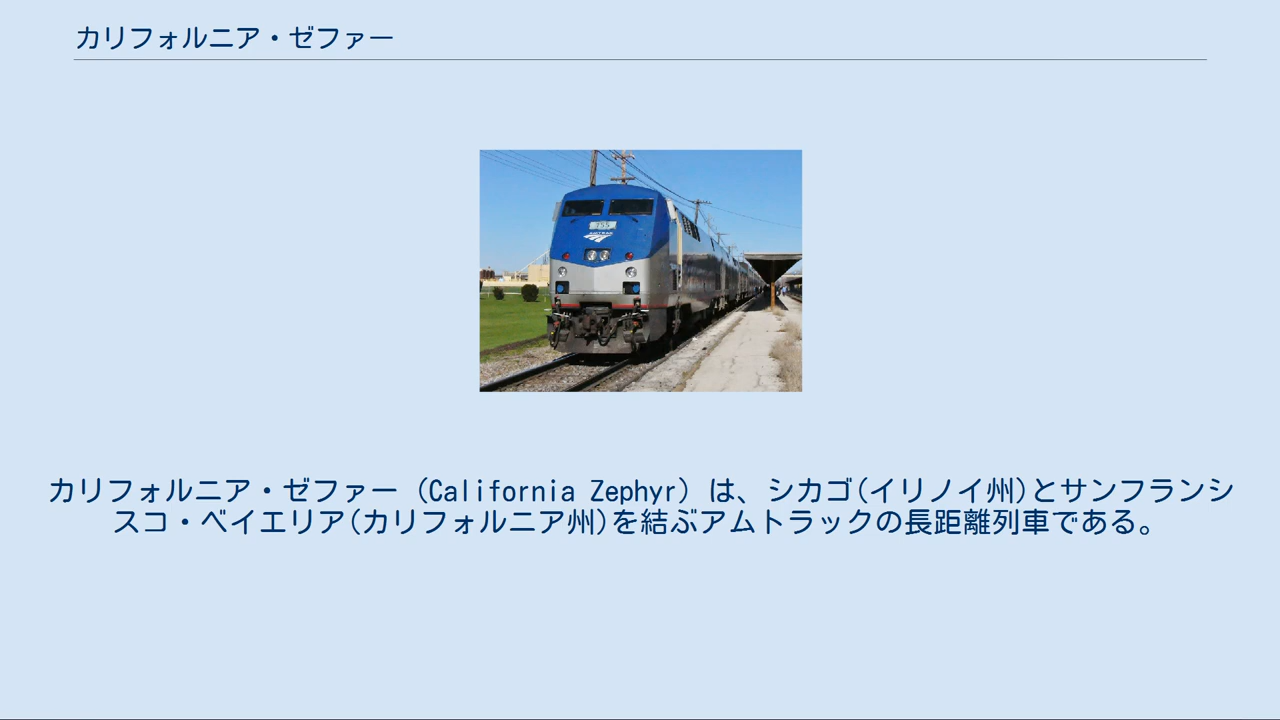 カリフォルニア・ゼファー
カリフォルニア・ゼファー（California Zephyr）は、シカゴ(イリノイ州)とサンフランシ
スコ・ベイエリア(カリフォルニア州)を結ぶアムトラックの長距離列車である。